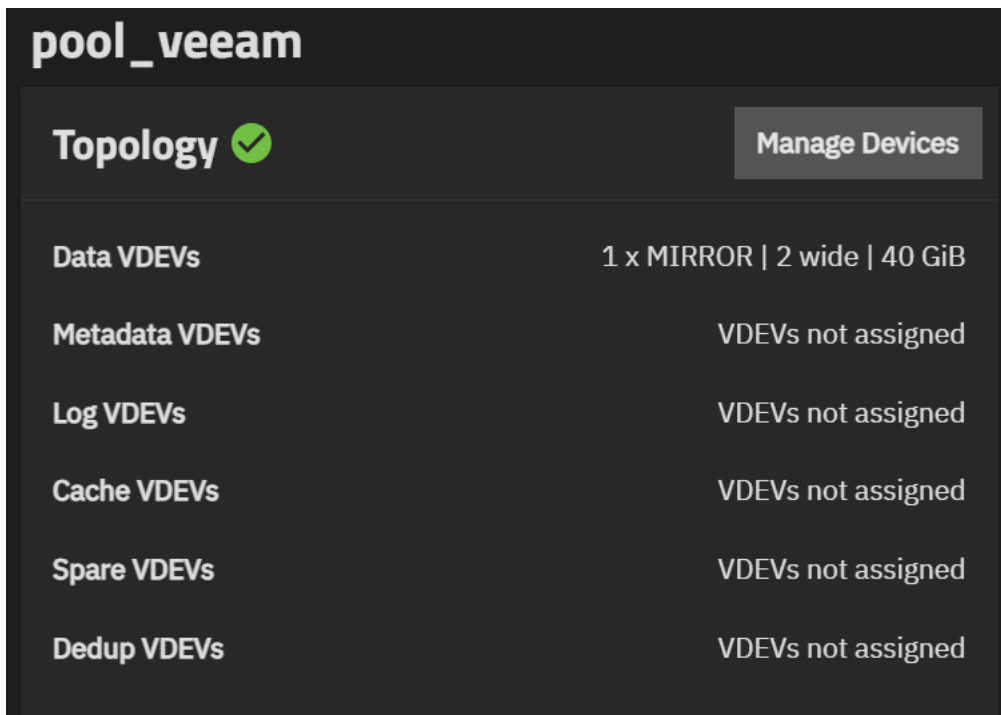 pool_veeam
Topology
Manage Devices
Data VDEVs 1 x MIRROR | 2 wide | 40 GiB
Metadata VDEVs VDEVs not assigned
Log VDEVs VDEVs not assigned
Cache VDEVs VDEVs not assigned
Spare VDEVs VDEVs not assigned
Dedup VDEVs VDEVs not assigned